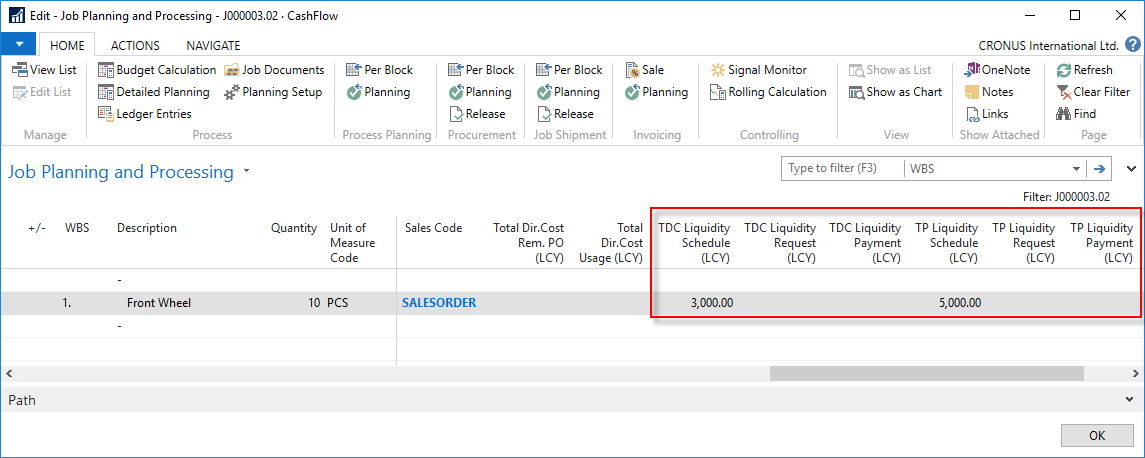 Edit - Job Planning and Processing - J000003.02 · CashFlow
HOME ACTIONS NAVIGATE CRONUS International Ltd.
View List Budget Calculation Job Documents Per Block Per Block Per Block Sale Signal Monitor Show as List OneNote Refresh
Edit List Detailed Planning Planning Setup Planning Planning Planning Planning Rolling Calculation Show as Chart Notes Clear Filter
Ledger Entries Release Release Links Find
Manage Process Process Planning Procurement Job Shipment Invoicing Controlling View Show Attached Page
Job Planning and Processing Type to filter (F3) WBS
Filter: J000003.02
+/- WBS Description Quantity Unit of Sales Code Total Dir.Cost Total TDC Liquidity TDC Liquidity TDC Liquidity TP Liquidity TP Liquidity TP Liquidity
Measure Rem. PO Dir.Cost Schedule Request Payment Schedule Request Payment
Code (LCY) Usage (LCY) (LCY) (LCY) (LCY) (LCY) (LCY) (LCY)
-
1. Front Wheel 10 PCS SALESORDER 3,000.00 5,000.00
-
Path
OK